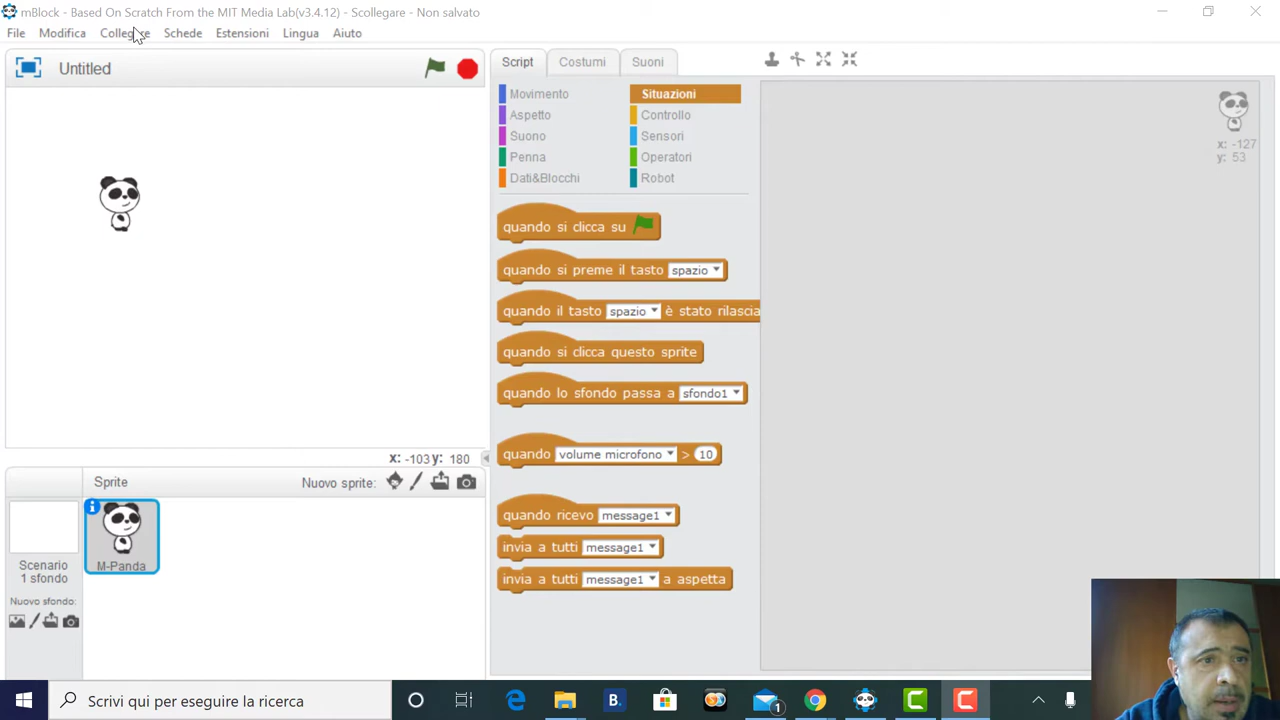 mBlock - Based On Scratch From the MIT Media Lab(v3.4.12) - Scollegare - Non salvato
File Modifica Collegare Schede Estensioni Lingua Aiuto
Untitled
Script Costumi Suoni
Movimento Situazioni
Aspetto Controllo
Suono Sensori
Penna Operatori
Dati&Blocchi Robot
x: -127
y: 53
quando si clicca su
quando si preme il tasto spazio
quando il tasto spazio è stato rilascia
quando si clicca questo sprite
quando lo sfondo passa a sfondo1
quando volume microfono > 10
quando ricevo message1
invia a tutti message1
invia a tutti message1 a aspetta
x: -103 y: 180
Sprite Nuovo sprite:
M-Panda
Scenario
1 sfondo
Nuovo sfondo:
Scrivi qui per eseguire la ricerca
B.
1